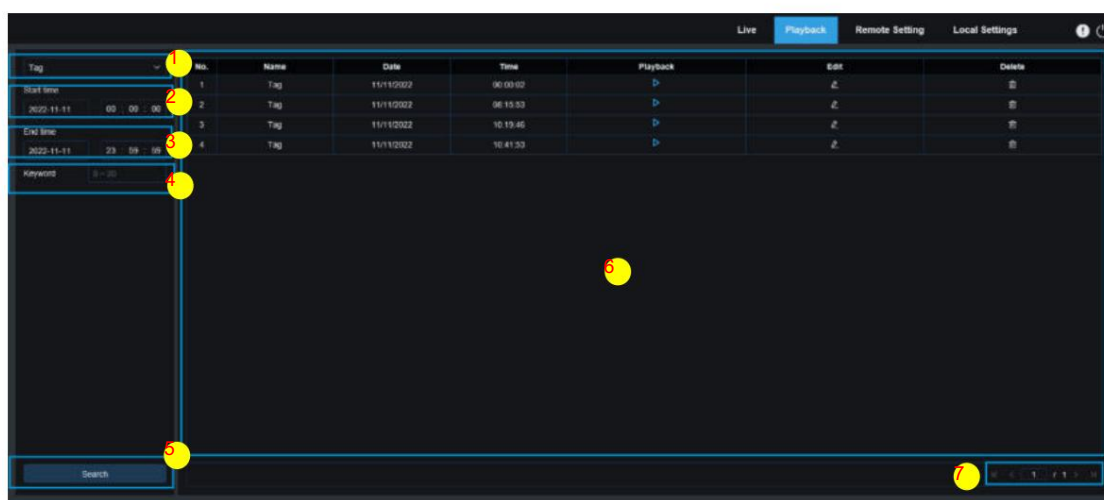 Live Playback Remote Setting Local Settings
Tag 1
No. Name Date Time Playback Edit Delete
1 Tag 11/11/2022 00:00:02
Start time 2
2022-11-11 00 : 00 : 00
2 Tag 11/11/2022 08:15:53
3 Tag 11/11/2022 10:19:46
End time 3
2022-11-11 23 : 59 : 59
4 Tag 11/11/2022 10:41:53
Keyword 4
6
5
Search
7 1 / 1